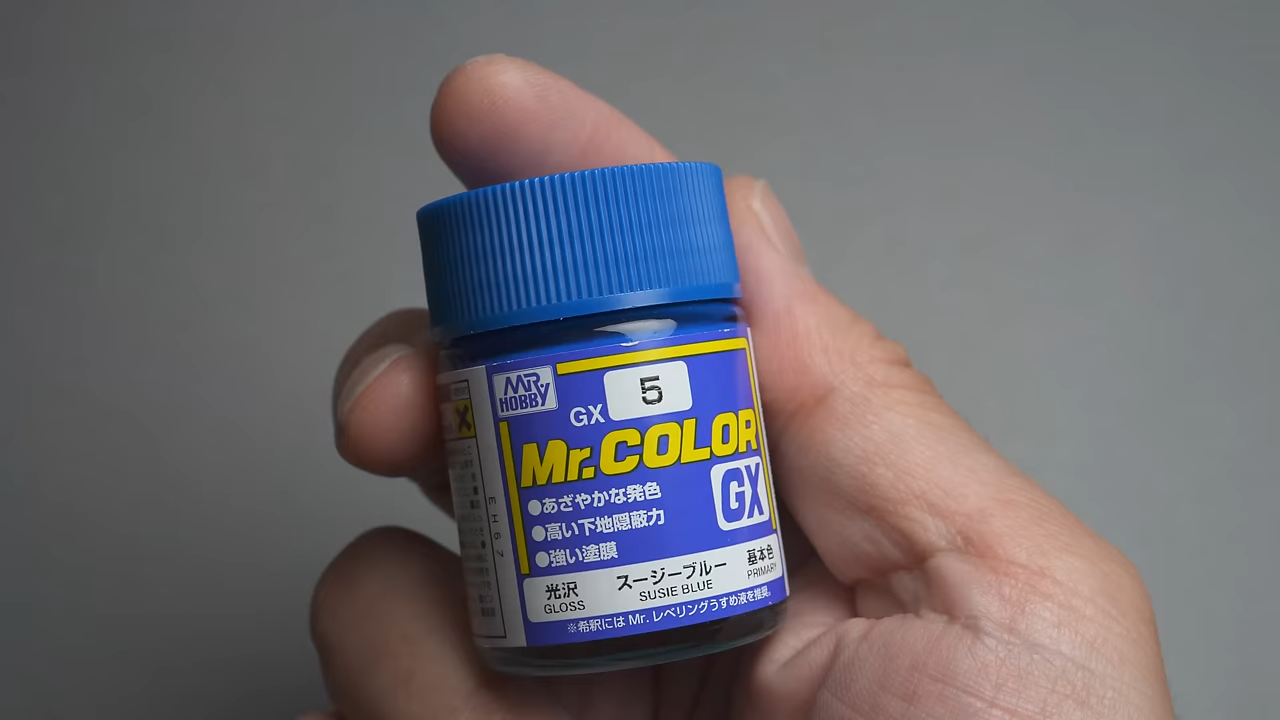 MR HOBBY
GX 5
Mr.COLOR
GX
●あざやかな発色
●高い下地隠蔽力
●強い塗膜
光沢 スージーブルー 基本色
GLOSS SUSIE BLUE PRIMARY
※希釈には Mr. レベリングうすめ液を推奨。
EH67